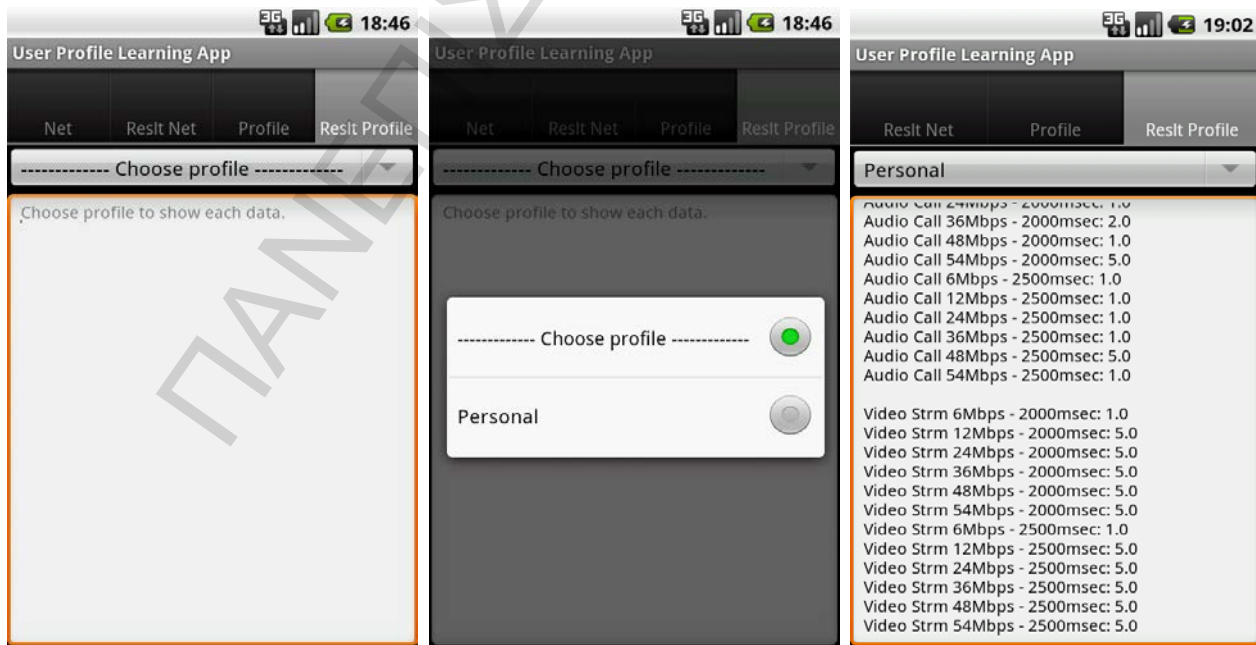 18:46
User Profile Learning App
Net Reslt Net Profile Reslt Profile
------------- Choose profile -------------
Choose profile to show each data.
18:46
User Profile Learning App
Net Reslt Net Profile Reslt Profile
------------- Choose profile -------------
Choose profile to show each data.
------------- Choose profile -------------
Personal
19:02
User Profile Learning App
Reslt Net Profile Reslt Profile
Personal
Audio Call 24Mbps - 2000msec: 1.0
Audio Call 36Mbps - 2000msec: 2.0
Audio Call 48Mbps - 2000msec: 1.0
Audio Call 54Mbps - 2000msec: 5.0
Audio Call 6Mbps - 2500msec: 1.0
Audio Call 12Mbps - 2500msec: 1.0
Audio Call 24Mbps - 2500msec: 1.0
Audio Call 36Mbps - 2500msec: 1.0
Audio Call 48Mbps - 2500msec: 5.0
Audio Call 54Mbps - 2500msec: 1.0
Video Strm 6Mbps - 2000msec: 1.0
Video Strm 12Mbps - 2000msec: 5.0
Video Strm 24Mbps - 2000msec: 5.0
Video Strm 36Mbps - 2000msec: 5.0
Video Strm 48Mbps - 2000msec: 5.0
Video Strm 54Mbps - 2000msec: 5.0
Video Strm 6Mbps - 2500msec: 1.0
Video Strm 12Mbps - 2500msec: 5.0
Video Strm 24Mbps - 2500msec: 5.0
Video Strm 36Mbps - 2500msec: 5.0
Video Strm 48Mbps - 2500msec: 5.0
Video Strm 54Mbps - 2500msec: 5.0